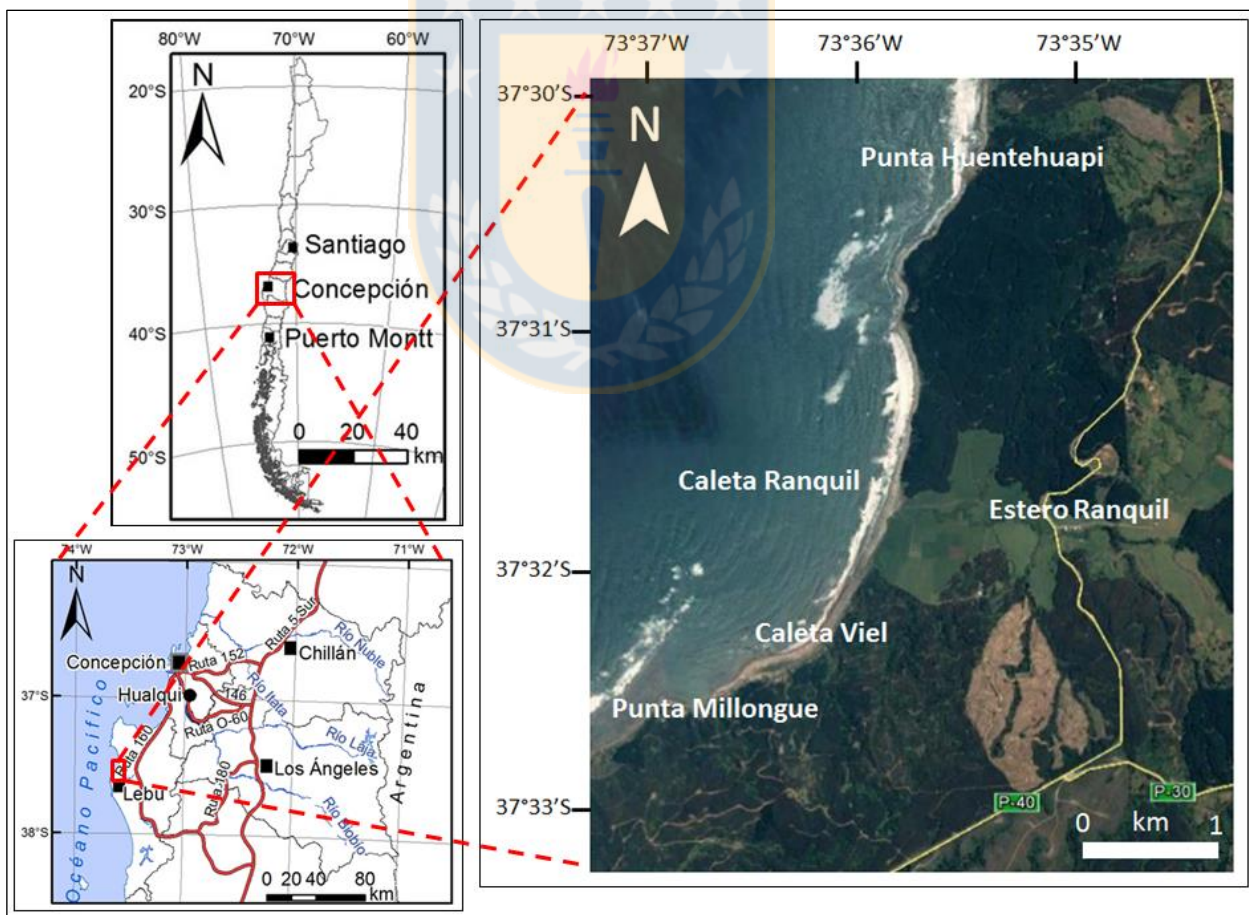 80°W 70°W 60°W
N
20°S
30°S
Santiago
Concepción
40°S
Puerto Montt
0 20 40
km
50°S
74°W 73°W 72°W 71°W
N
Ruta 5 Sur
Río Ñuble
Concepción
Ruta 152
Chillán
37°S
Hualqui
146
Río Itata
Ruta O-60
Ruta 160
Río Laja
Argentina
Océano Pacífico
Ruta 180
Los Ángeles
Lebu
Río Biobío
38°S
0 20 40 80
km
73°37'W 73°36'W 73°35'W
37°30'S
N
Punta Huentehuapi
37°31'S
Caleta Ranquil
Estero Ranquil
37°32'S
Caleta Viel
Punta Millongue
37°33'S
P-40
P-30
0 km 1